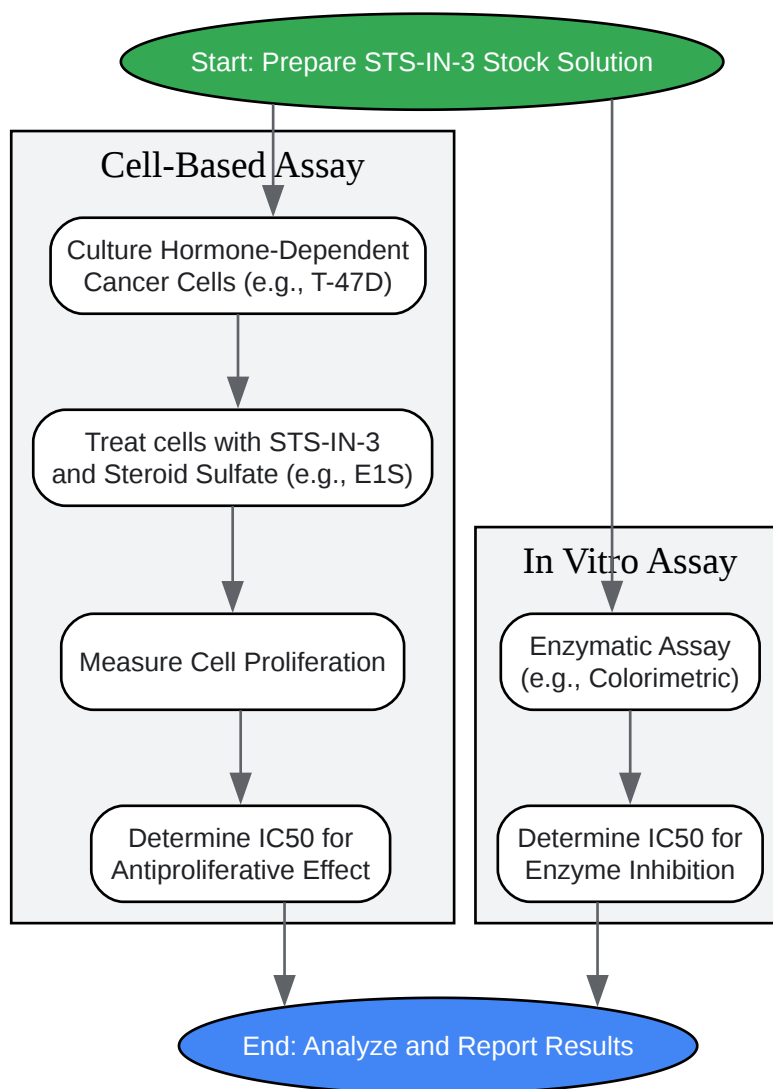 Start: Prepare STS-IN-3 Stock Solution
Cell-Based Assay
Culture Hormone-Dependent
Cancer Cells (e.g., T-47D)
Treat cells with STS-IN-3
and Steroid Sulfate (e.g., E1S)
Measure Cell Proliferation
Determine IC50 for
Antiproliferative Effect
In Vitro Assay
Enzymatic Assay
(e.g., Colorimetric)
Determine IC50 for
Enzyme Inhibition
End: Analyze and Report Results